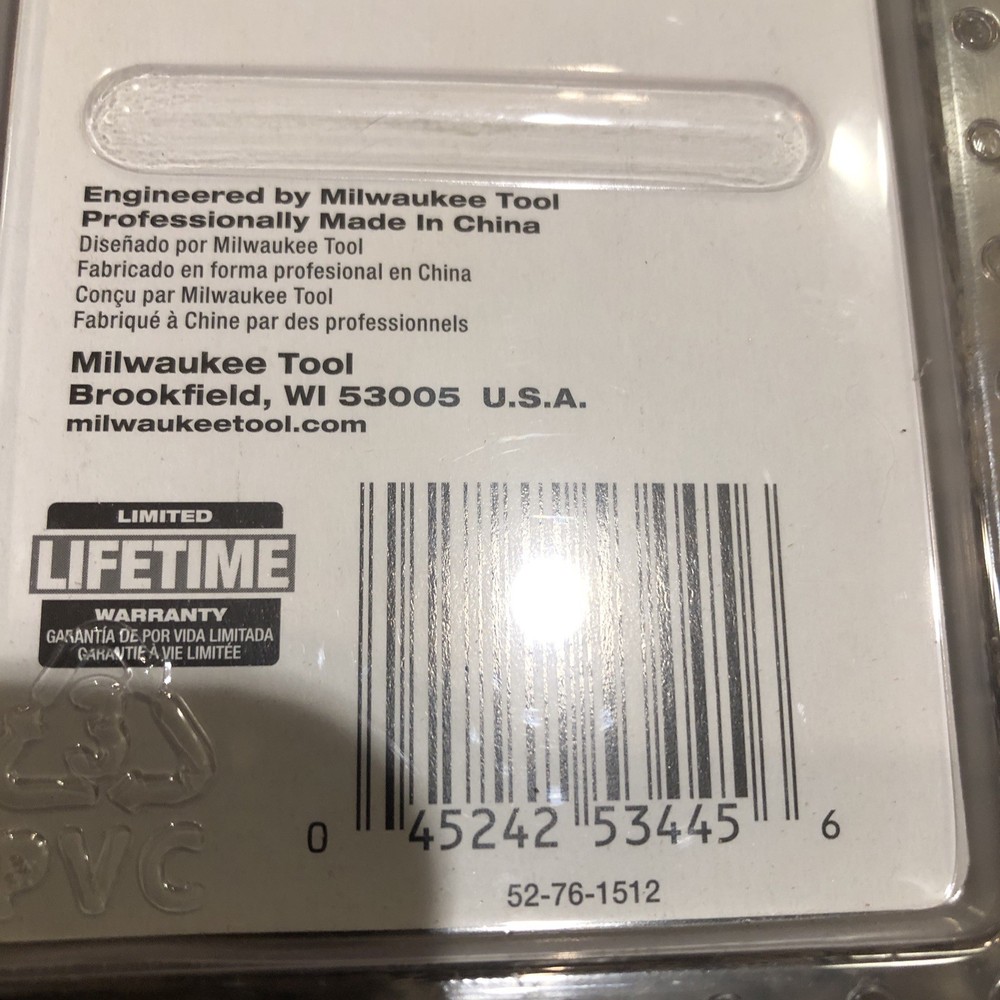 Engineered by Milwaukee Tool
Professionally Made In China
Diseñado por Milwaukee Tool
Fabricado en forma profesional en China
Conçu par Milwaukee Tool
Fabriqué à Chine par des professionnels
Milwaukee Tool
Brookfield, WI 53005 U.S.A.
milwaukeetool.com
LIMITED
LIFETIME
WARRANTY
GARANTÍA DE POR VIDA LIMITADA
GARANTIE À VIE LIMITÉE
3
PVC
0 45242 53445 6
52-76-1512